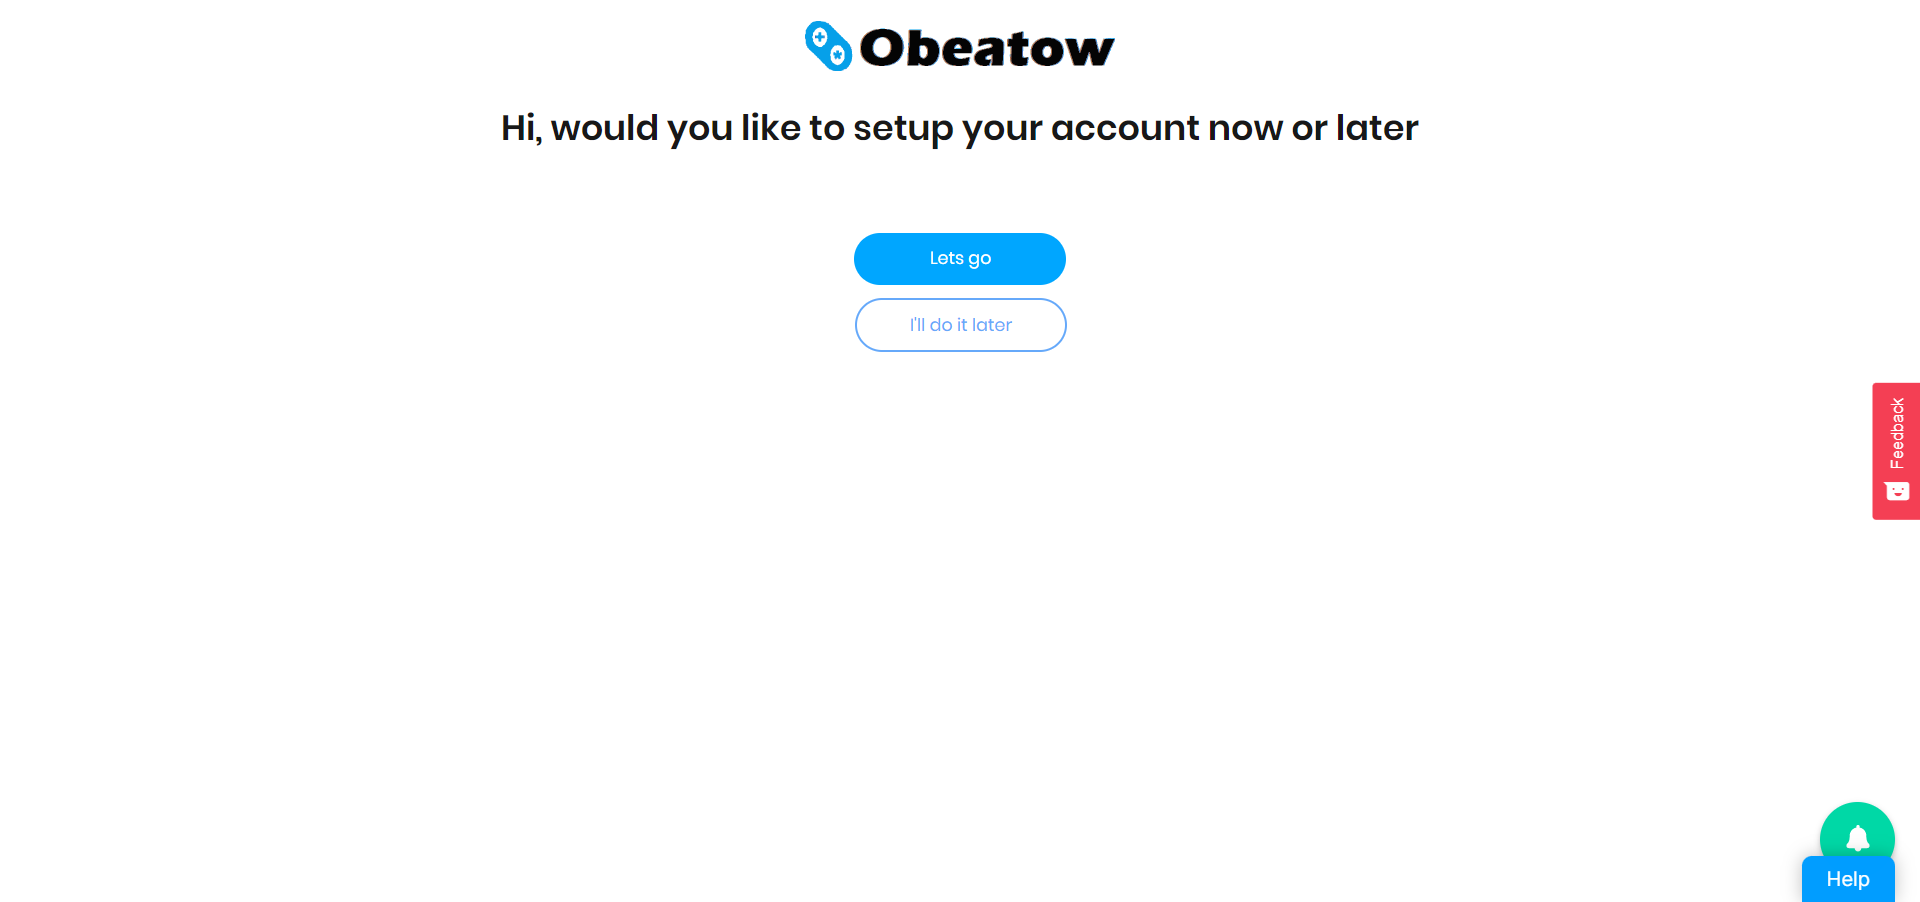 Obeatow
Hi, would you like to setup your account now or later
Lets go
I'll do it later
Feedback
Help